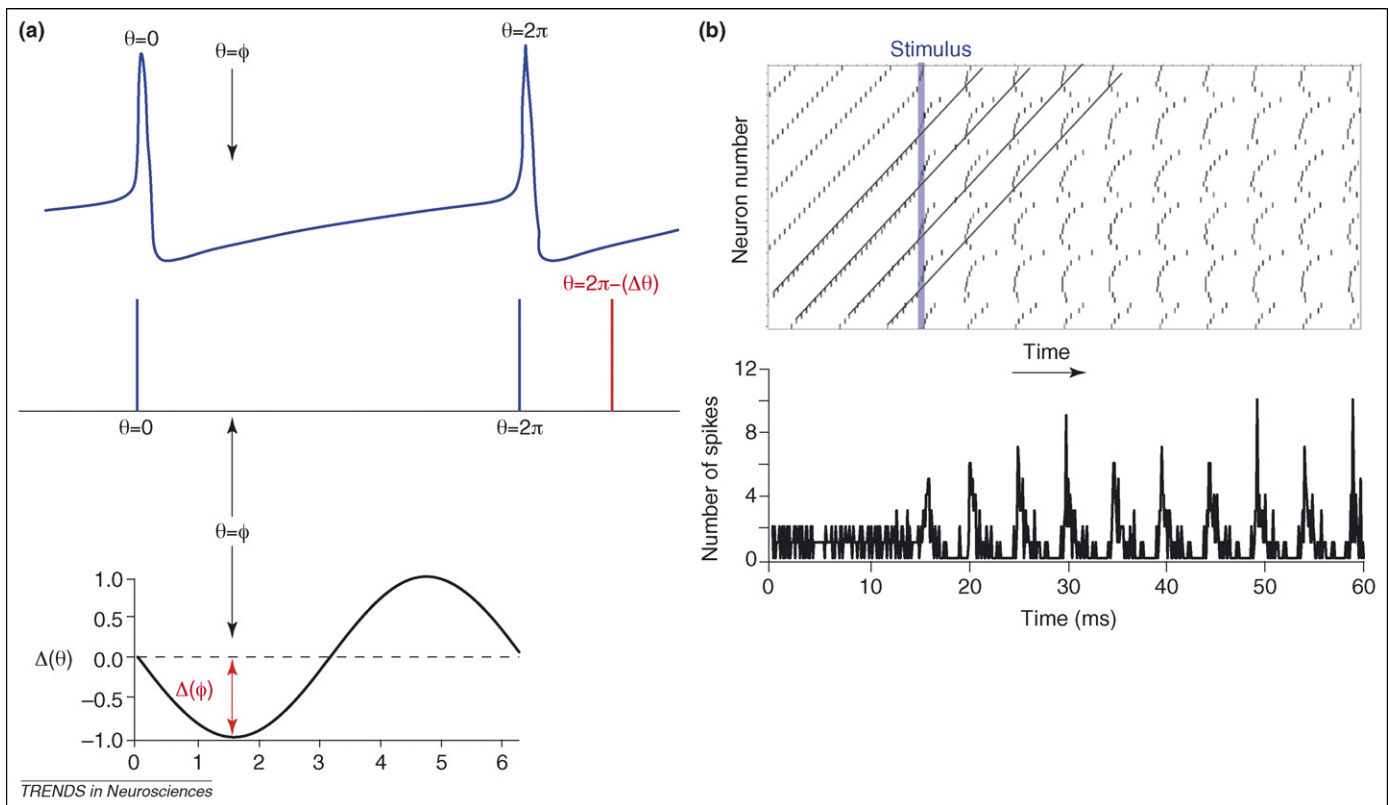 (a)
θ=0
θ=ϕ
θ=2π
θ=2π−(Δθ)
θ=0
θ=2π
θ=ϕ
1.0
0.5
0.0
−0.5
−1.0
Δ(θ)
Δ(ϕ)
0 1 2 3 4 5 6
TRENDS in Neurosciences
(b)
Stimulus
Neuron number
Time
12
8
4
0
Number of spikes
0 10 20 30 40 50 60
Time (ms)